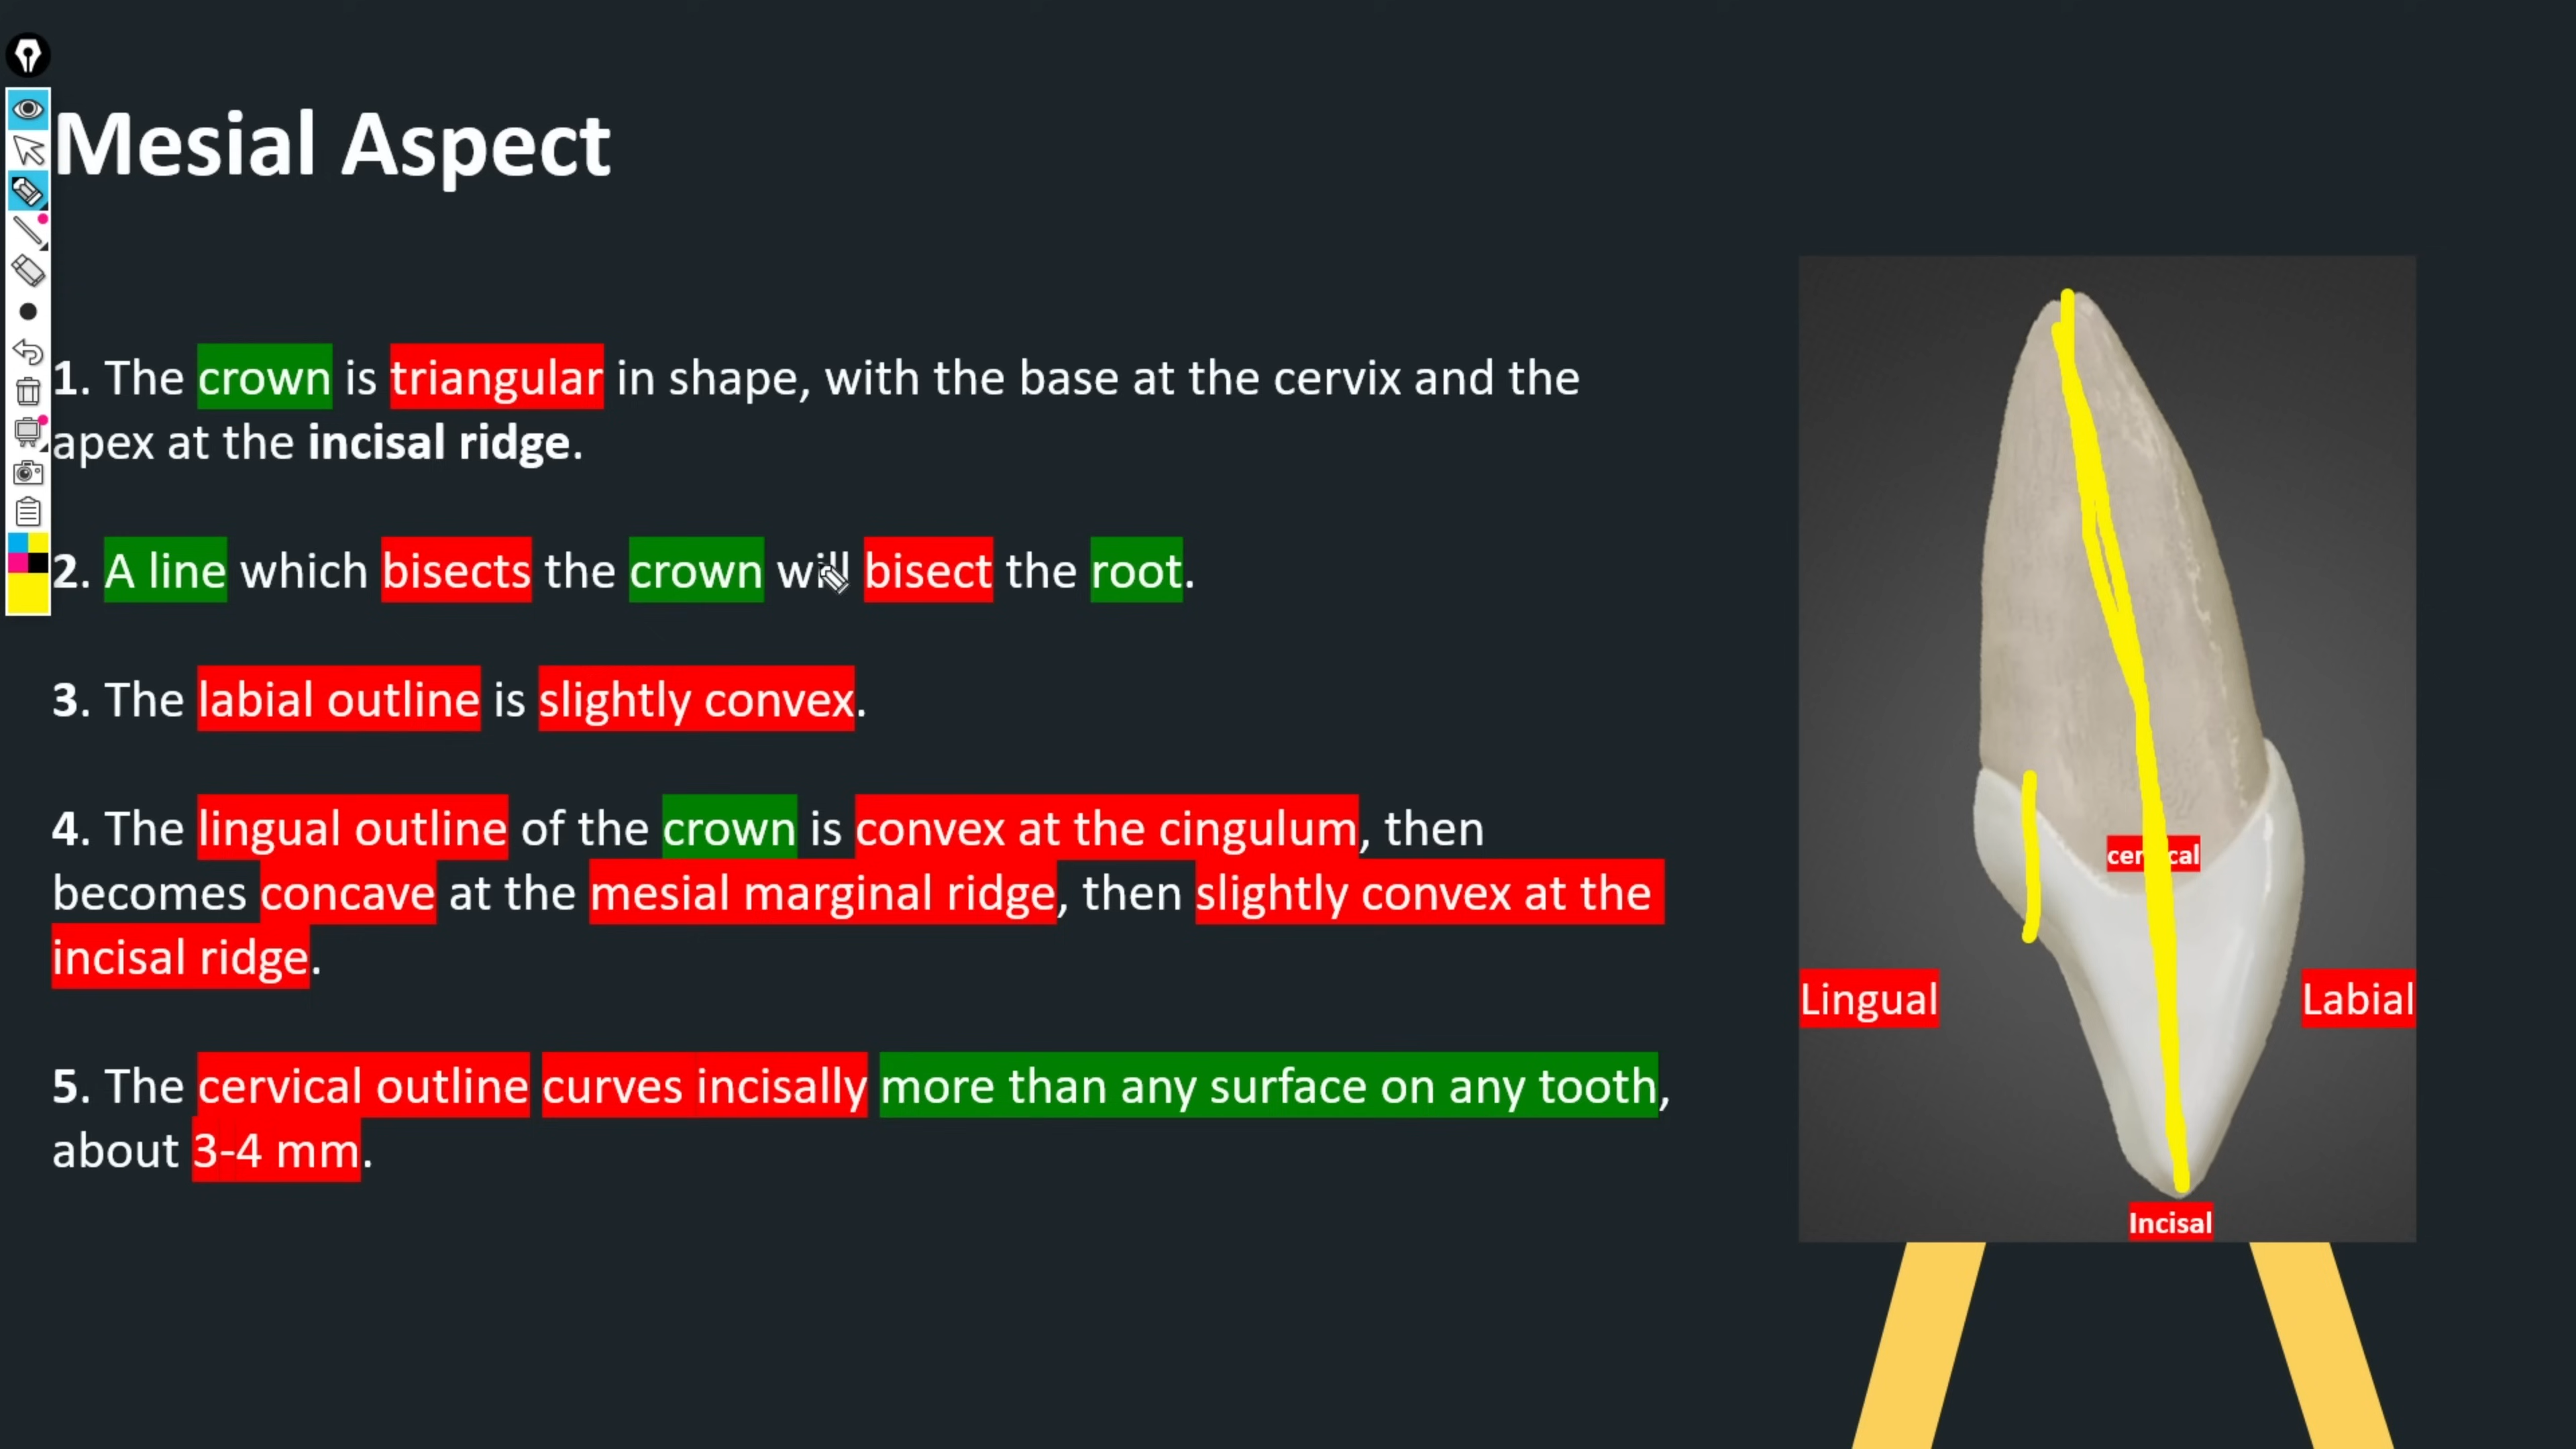 Mesial Aspect
1. The crown is triangular in shape, with the base at the cervix and the
apex at the incisal ridge.
2. A line which bisects the crown will bisect the root.
3. The labial outline is slightly convex.
4. The lingual outline of the crown is convex at the cingulum, then
becomes concave at the mesial marginal ridge, then slightly convex at the
incisal ridge.
5. The cervical outline curves incisally more than any surface on any tooth,
about 3-4 mm.
cervical
Lingual
Labial
Incisal